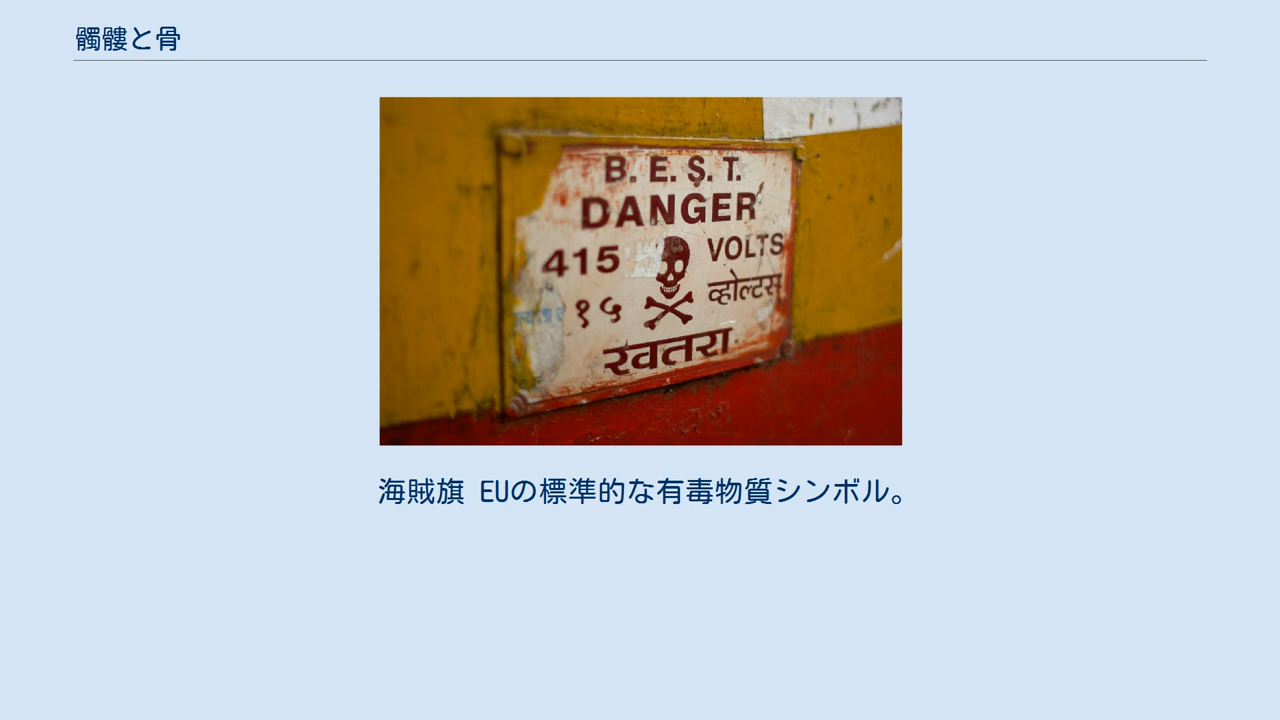 髑髏と骨
B. E. S. T.
DANGER
415 VOLTS
१५ व्होल्टस
खतरा
海賊旗 EUの標準的な有毒物質シンボル。